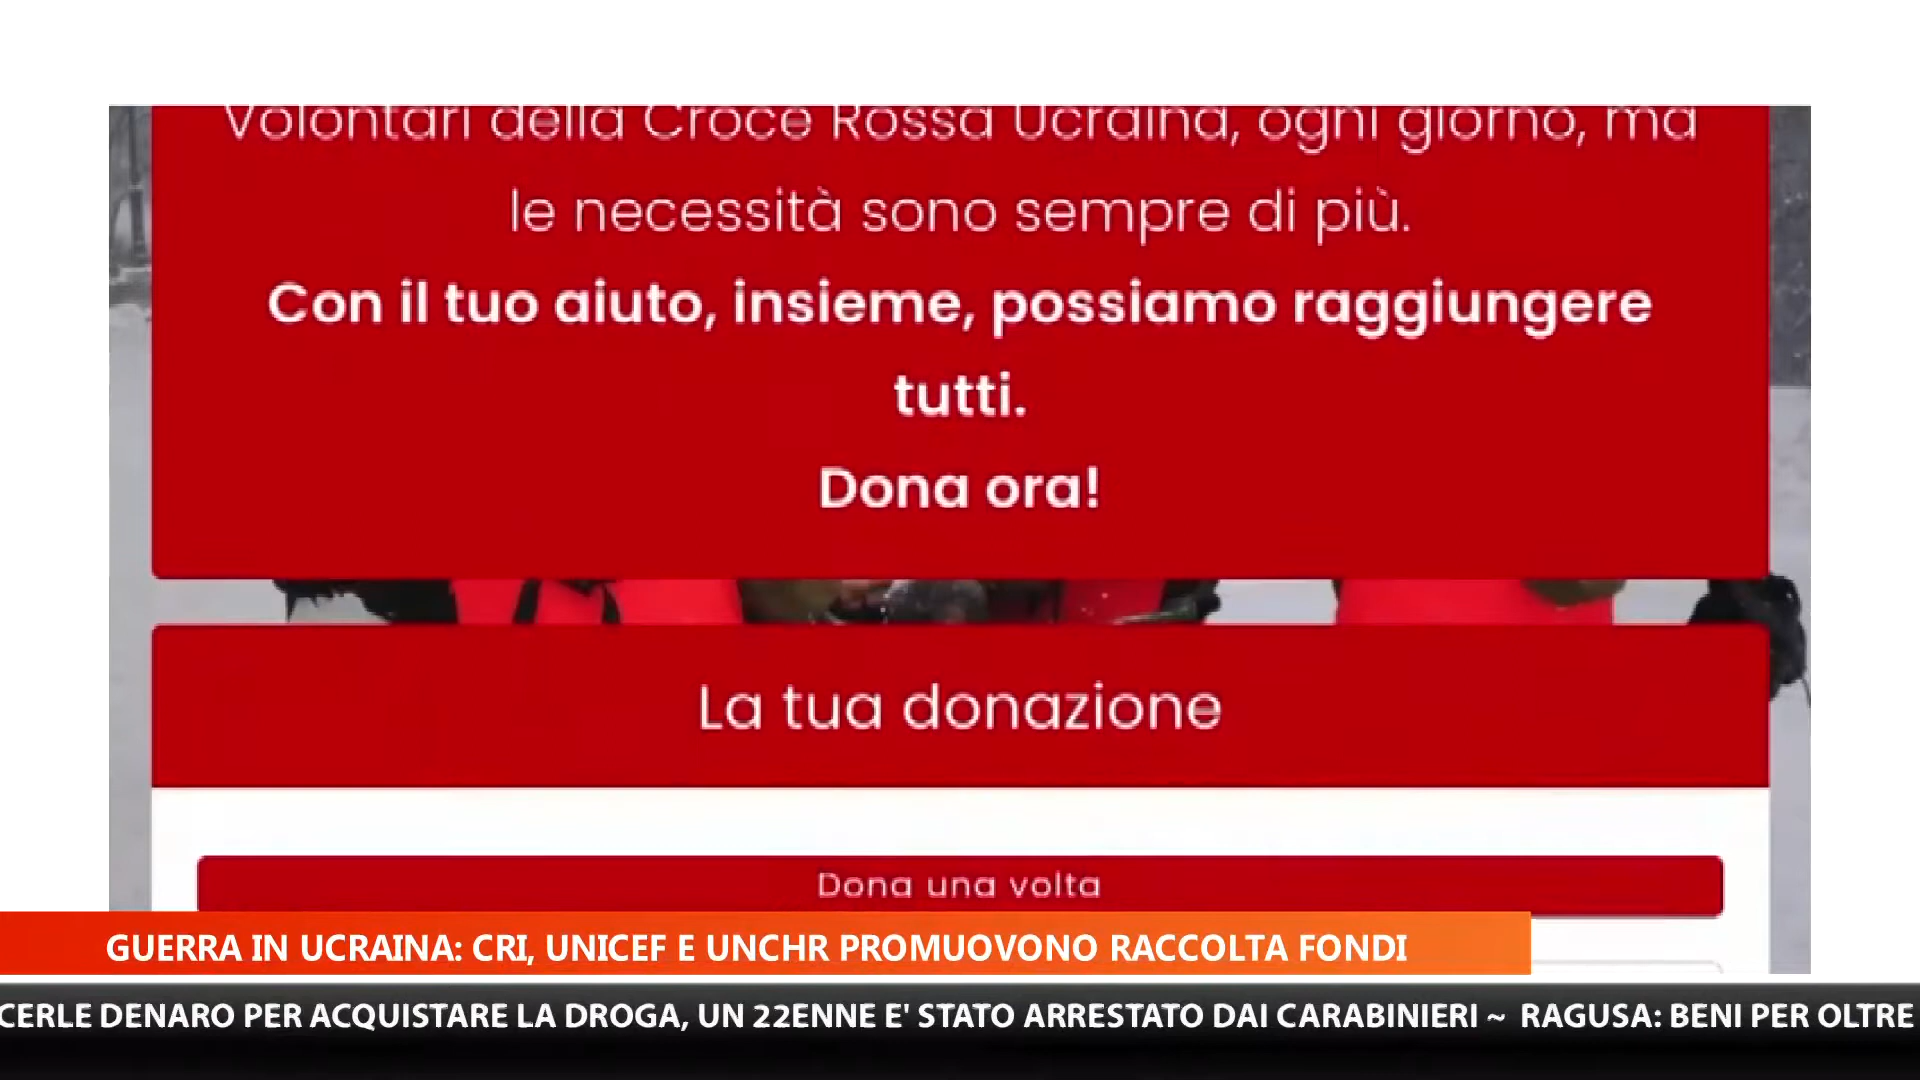 Volontari della Croce Rossa Ucraina, ogni giorno, ma
le necessità sono sempre di più.
Con il tuo aiuto, insieme, possiamo raggiungere
tutti.
Dona ora!
La tua donazione
Dona una volta
GUERRA IN UCRAINA: CRI, UNICEF E UNCHR PROMUOVONO RACCOLTA FONDI
CERLE DENARO PER ACQUISTARE LA DROGA, UN 22ENNE E' STATO ARRESTATO DAI CARABINIERI ~ RAGUSA: BENI PER OLTRE